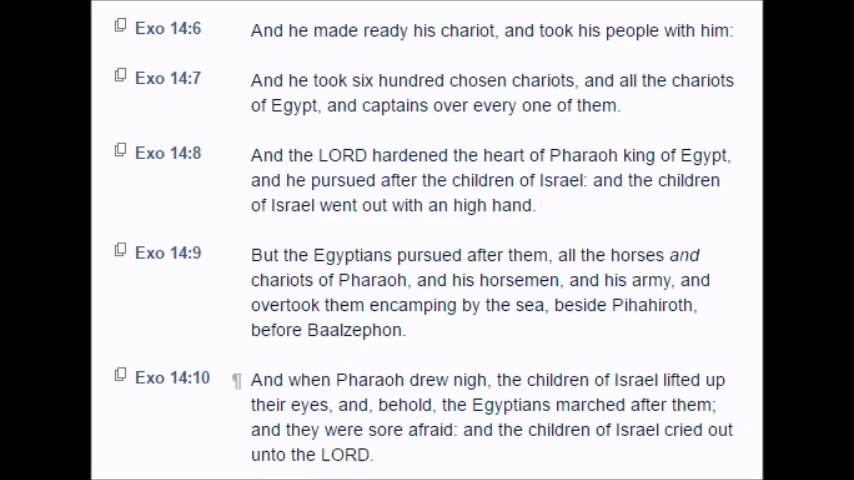 Exo 14:6 And he made ready his chariot, and took his people with him:
Exo 14:7 And he took six hundred chosen chariots, and all the chariots
of Egypt, and captains over every one of them.
Exo 14:8 And the LORD hardened the heart of Pharaoh king of Egypt,
and he pursued after the children of Israel: and the children
of Israel went out with an high hand.
Exo 14:9 But the Egyptians pursued after them, all the horses and
chariots of Pharaoh, and his horsemen, and his army, and
overtook them encamping by the sea, beside Pihahiroth,
before Baalzephon.
Exo 14:10 ¶ And when Pharaoh drew nigh, the children of Israel lifted up
their eyes, and, behold, the Egyptians marched after them;
and they were sore afraid: and the children of Israel cried out
unto the LORD.